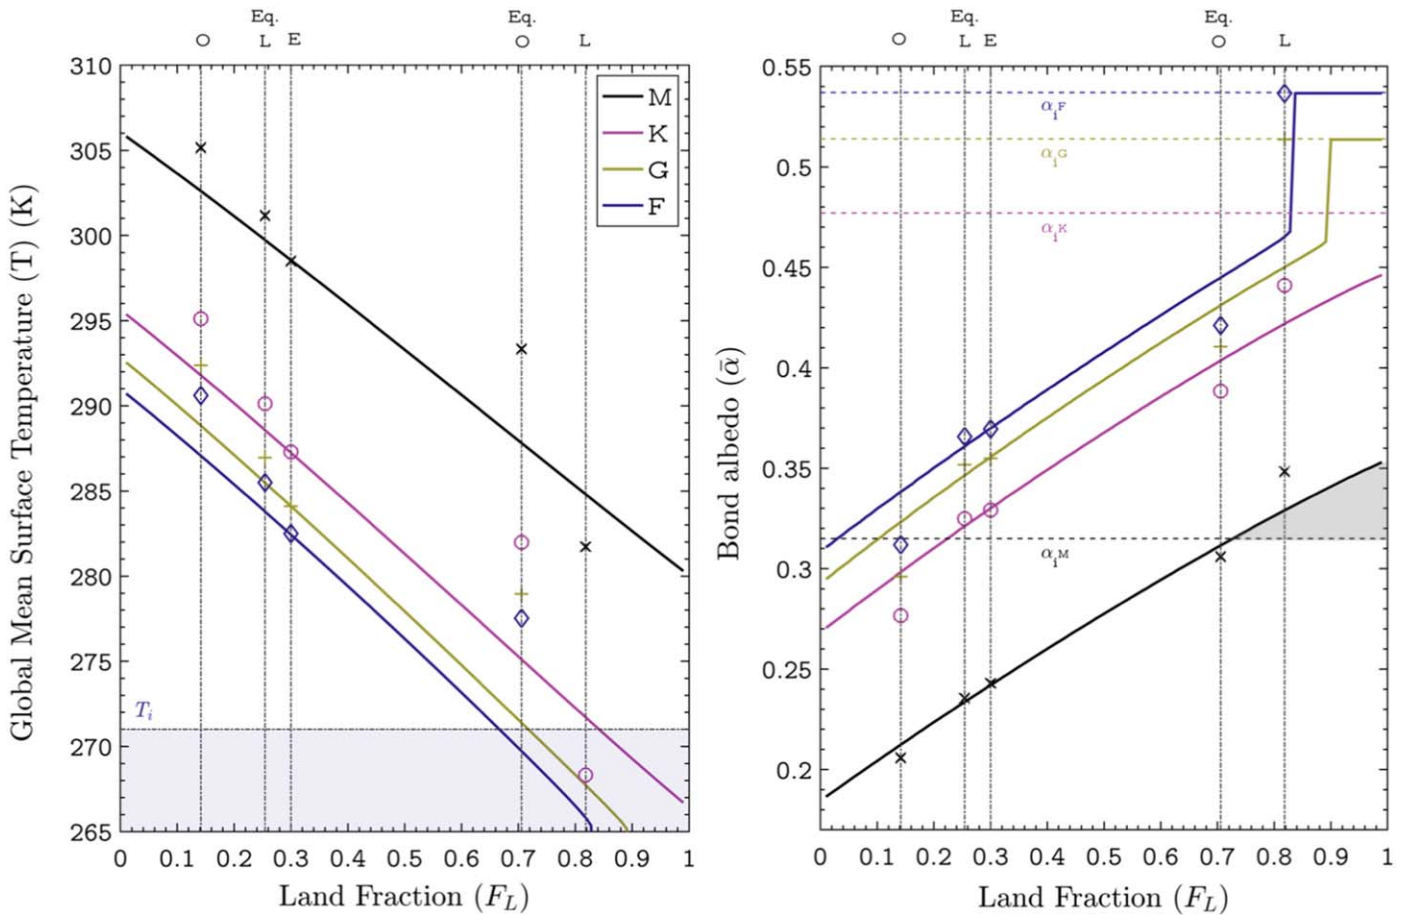 Eq.
Eq.
O
L
E
O
L
310
305
300
295
290
285
280
275
270
265
M
K
G
F
T_i
0
0.1
0.2
0.3
0.4
0.5
0.6
0.7
0.8
0.9
1
Land Fraction (F_L)
Global Mean Surface Temperature (T) (K)
Eq.
Eq.
O
L
E
O
L
0.55
0.5
0.45
0.4
0.35
0.3
0.25
0.2
α_iF
α_iG
α_iK
α_iM
0
0.1
0.2
0.3
0.4
0.5
0.6
0.7
0.8
0.9
1
Land Fraction (F_L)
Bond albedo (ᾱ)